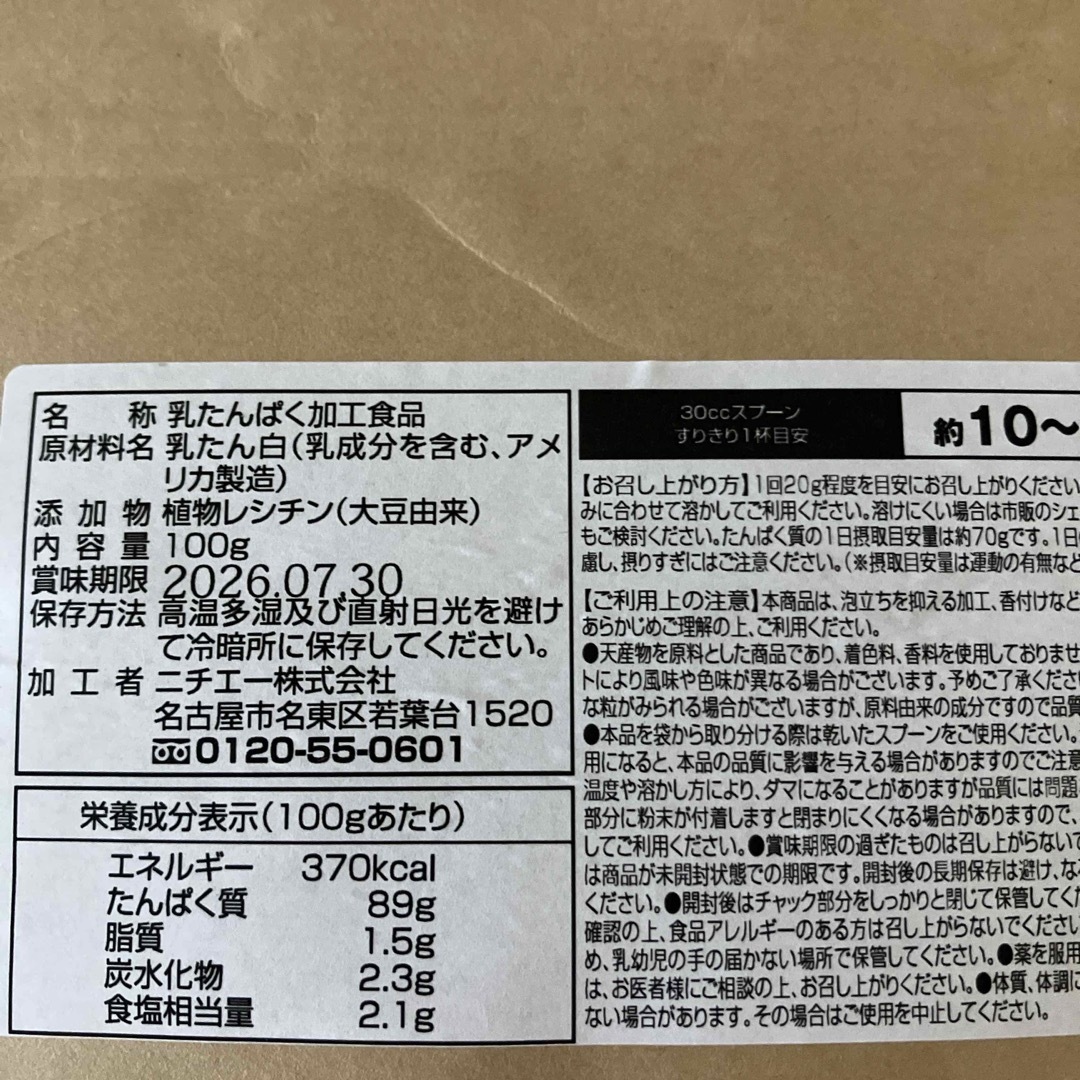 名称 乳たんぱく加工食品
原材料名 乳たん白(乳成分を含む、アメ
リカ製造)
添加物 植物レシチン(大豆由来)
内容量 100g
賞味期限 2026.07.30
保存方法 高温多湿及び直射日光を避け
て冷暗所に保存してください。
加工者 ニチエー株式会社
名古屋市名東区若葉台1520
0120-55-0601
栄養成分表示(100gあたり)
エネルギー 370kcal
たんぱく質 89g
脂質 1.5g
炭水化物 2.3g
食塩相当量 2.1g
30ccスプーン
すりきり1杯目安
約10〜
【お召し上がり方】1回20g程度を目安にお召し上がりください
みに合わせて溶かしてご利用ください。溶けにくい場合は市販のシェ
もご検討ください。たんぱく質の1日摂取目安量は約70gです。1日
慮し、摂りすぎにはご注意ください。(※摂取目安量は運動の有無など
【ご利用上の注意】本商品は、泡立ちを抑える加工、香付けなど
あらかじめご理解の上、ご利用ください。
●天産物を原料とした商品であり、着色料、香料を使用しておりませ
トにより風味や色味が異なる場合がございます。予めご了承くださ
な粒がみられる場合がございますが、原料由来の成分ですので品質
●本品を袋から取り分ける際は乾いたスプーンをご使用ください。
用になると、本品の品質に影響を与える場合がありますのでご注意
温度や溶かし方により、ダマになることがありますが品質には問題
部分に粉末が付着しますと閉まりにくくなる場合がありますので、
してご利用ください。●賞味期限の過ぎたものは召し上がらないで
は商品が未開封状態での期限です。開封後の長期保存は避け、な
ください。●開封後はチャック部分をしっかりと閉じて保管してくだ
確認の上、食品アレルギーのある方は召し上がらないでください
め、乳幼児の手の届かない場所で保管してください。●薬を服用
は、お医者様にご相談の上、お召し上がりください。●体質、体調に
ない場合があります。その場合はご使用を中止してください。